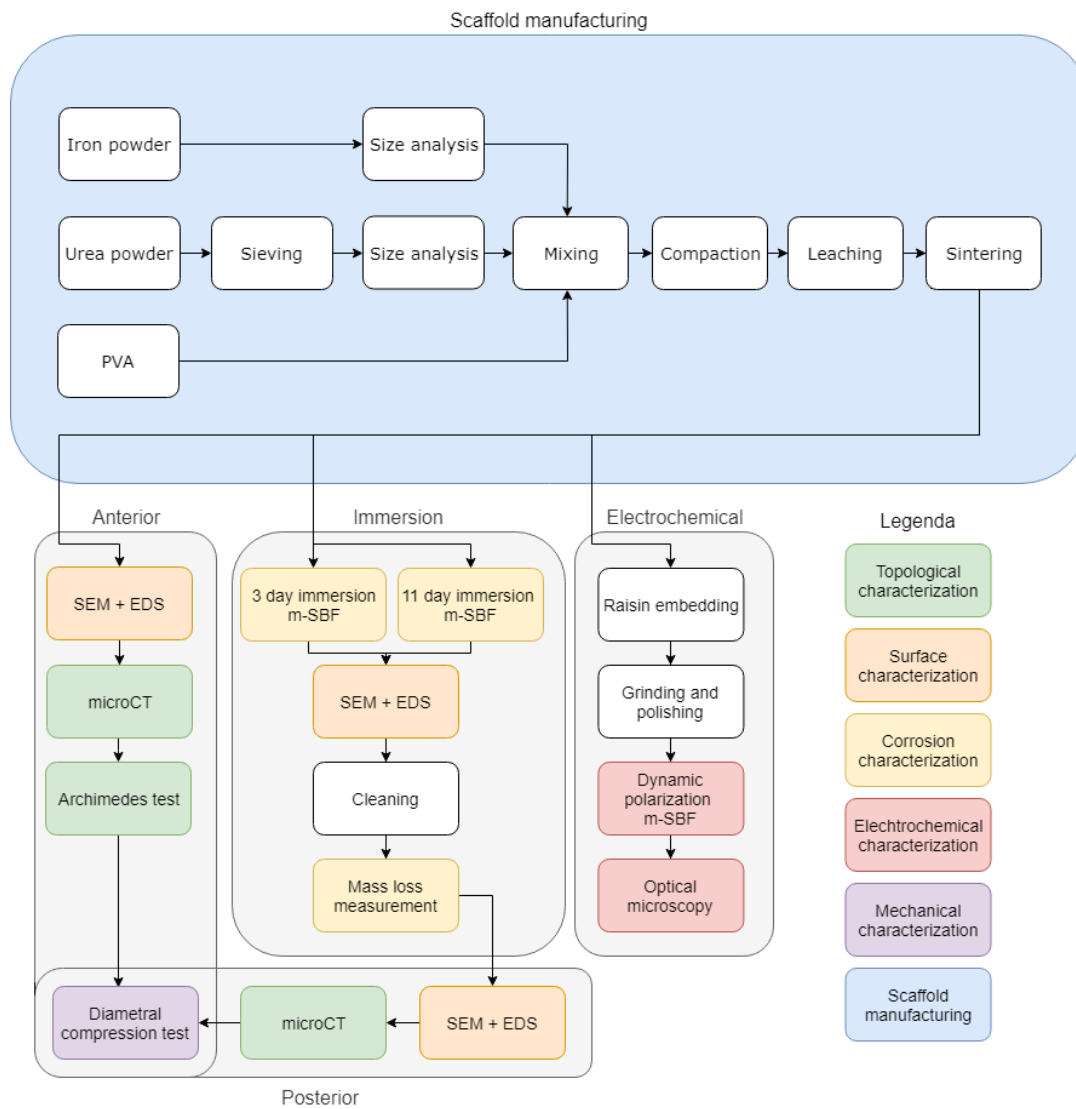 Scaffold manufacturing
Iron powder
Size analysis
Urea powder
Sieving
Size analysis
Mixing
Compaction
Leaching
Sintering
PVA
Anterior
SEM + EDS
microCT
Archimedes test
Diametral
compression test
Immersion
3 day immersion
m-SBF
11 day immersion
m-SBF
SEM + EDS
Cleaning
Mass loss
measurement
Electrochemical
Raisin embedding
Grinding and
polishing
Dynamic
polarization
m-SBF
Optical
microscopy
microCT
SEM + EDS
Posterior
Legenda
Topological
characterization
Surface
characterization
Corrosion
characterization
Elechtrochemical
characterization
Mechanical
characterization
Scaffold
manufacturing